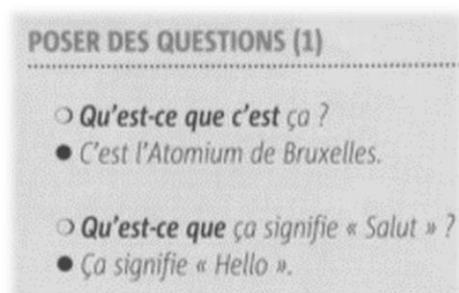 POSER DES QUESTIONS (1)
○ Qu'est-ce que c'est ça ?
● C'est l'Atomium de Bruxelles.
○ Qu'est-ce que ça signifie « Salut » ?
● Ça signifie « Hello ».